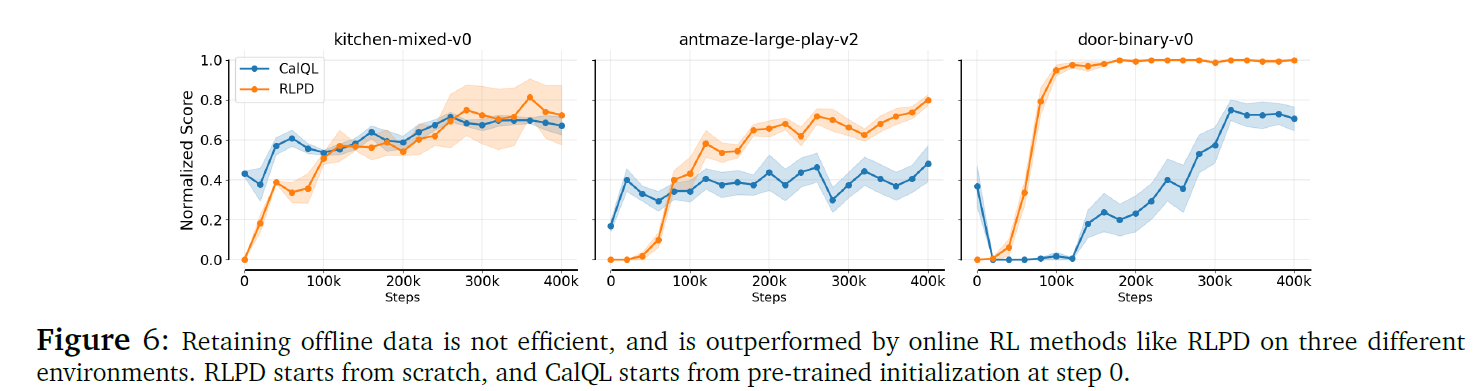 kitchen-mixed-v0
antmaze-large-play-v2
door-binary-v0
Normalized Score
1.0
0.8
0.6
0.4
0.2
0.0
CalQL
RLPD
0 100k 200k 300k 400k
Steps
0 100k 200k 300k 400k
Steps
0 100k 200k 300k 400k
Steps
Figure 6: Retaining offline data is not efficient, and is outperformed by online RL methods like RLPD on three different
environments. RLPD starts from scratch, and CalQL starts from pre-trained initialization at step 0.